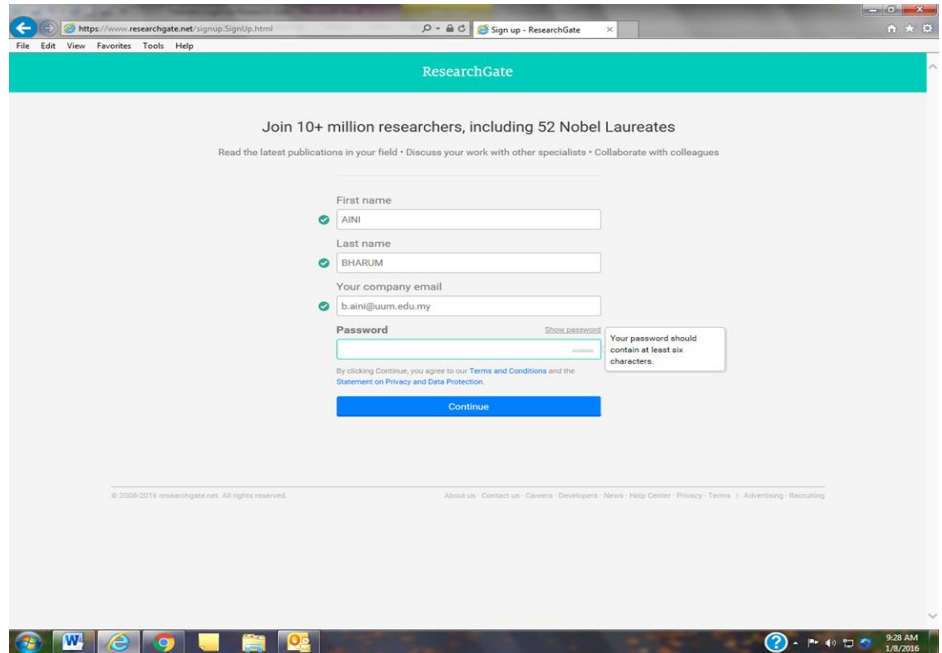 https://www.researchgate.net/signup.SignUp.html
Sign up - ResearchGate
File Edit View Favorites Tools Help
ResearchGate
Join 10+ million researchers, including 52 Nobel Laureates
Read the latest publications in your field • Discuss your work with other specialists • Collaborate with colleagues
First name
AINI
Last name
BHARUM
Your company email
b.aini@uum.edu.my
Password Show password
Your password should
contain at least six
characters.
By clicking Continue, you agree to our Terms and Conditions and the
Statement on Privacy and Data Protection.
Continue
© 2008-2016 researchgate.net. All rights reserved. About us · Contact us · Careers · Developers · News · Help Center · Privacy · Terms | Advertising · Recruiting
9:28 AM
1/8/2016